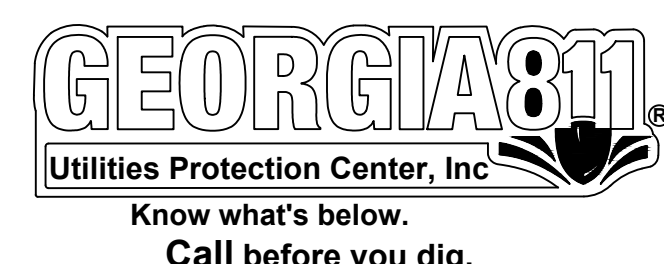 GEORGIA811®
Utilities Protection Center, Inc
Know what's below.
Call before you dig.